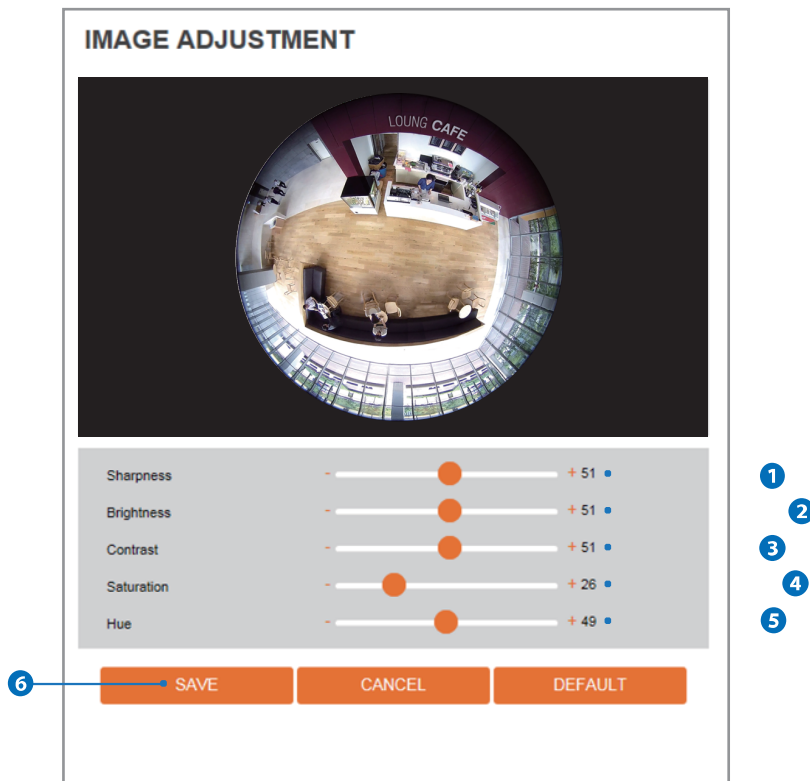 IMAGE ADJUSTMENT
LOUNG CAFE
Sharpness - + 51 1
Brightness - + 51 2
Contrast - + 51 3
Saturation - + 26 4
Hue - + 49 5
6 SAVE CANCEL DEFAULT